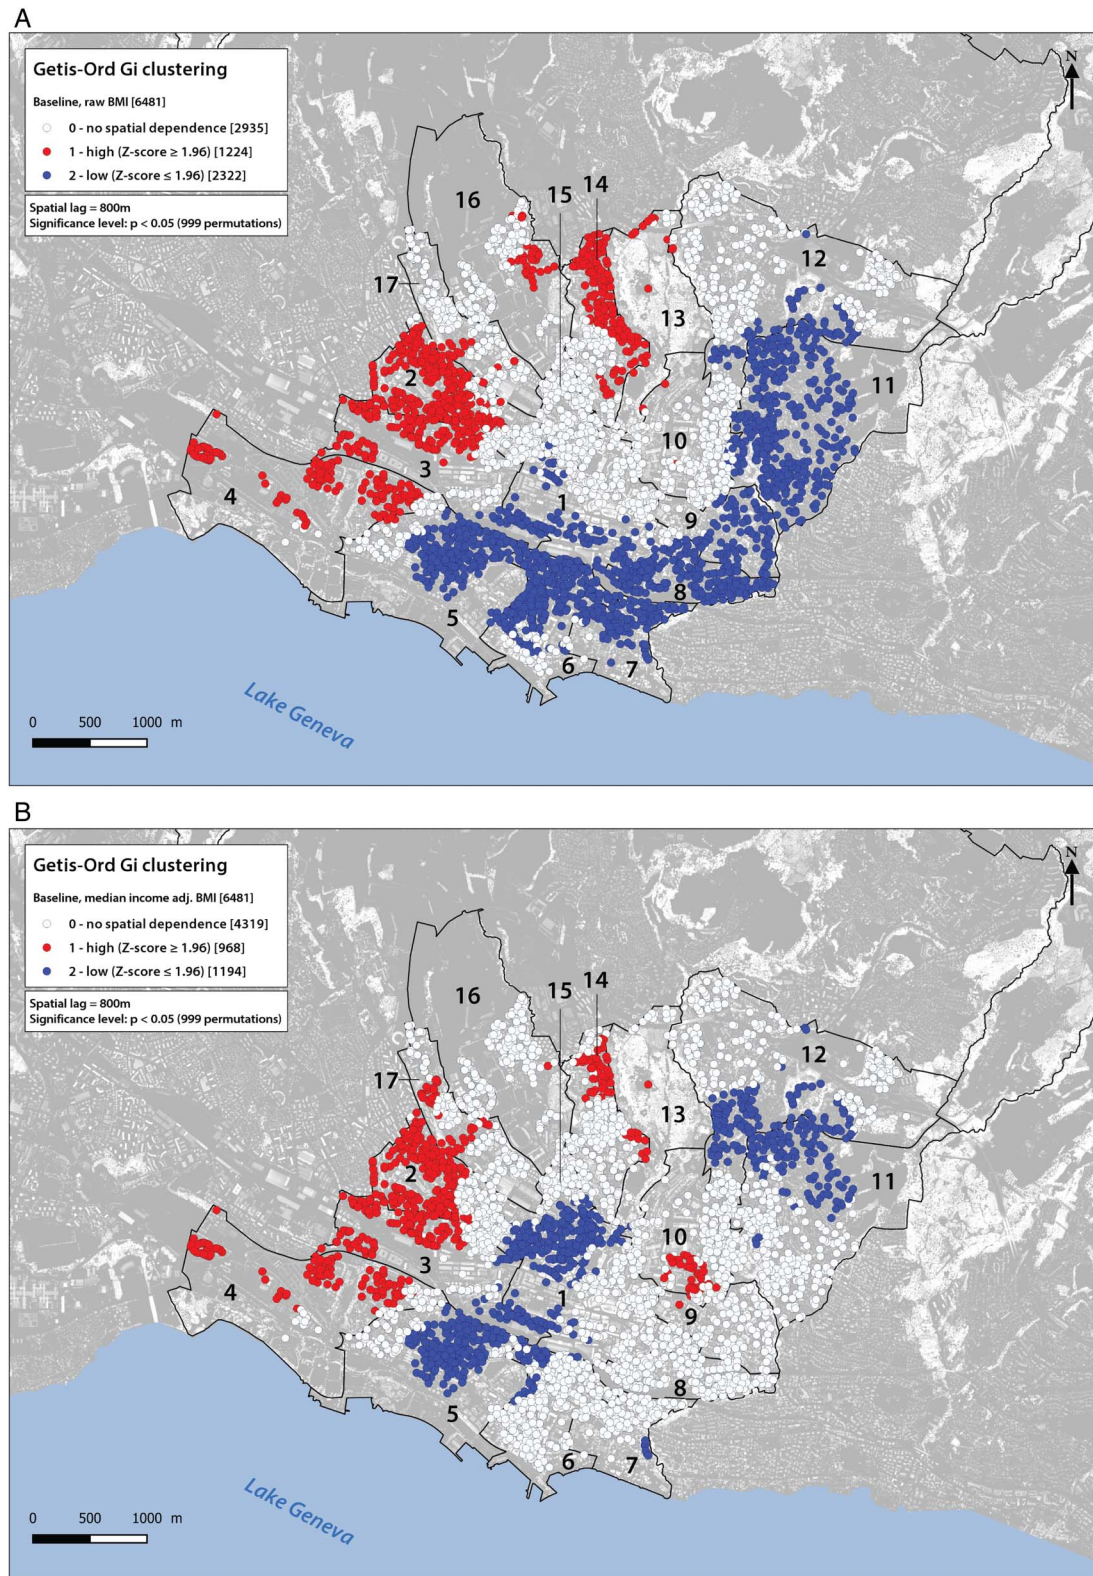 A
Getis-Ord Gi clustering
Baseline, raw BMI [6481]
0 - no spatial dependence [2935]
1 - high (Z-score ≥ 1.96) [1224]
2 - low (Z-score ≤ 1.96) [2322]
Spatial lag = 800m
Significance level: p < 0.05 (999 permutations)
N
16
15
14
12
17
13
2
11
10
3
4
1
9
8
5
6
7
Lake Geneva
0 500 1000 m
B
Getis-Ord Gi clustering
Baseline, median income adj. BMI [6481]
0 - no spatial dependence [4319]
1 - high (Z-score ≥ 1.96) [968]
2 - low (Z-score ≤ 1.96) [1194]
Spatial lag = 800m
Significance level: p < 0.05 (999 permutations)
N
16
15
14
12
17
13
2
11
10
3
4
1
9
8
5
6
7
Lake Geneva
0 500 1000 m